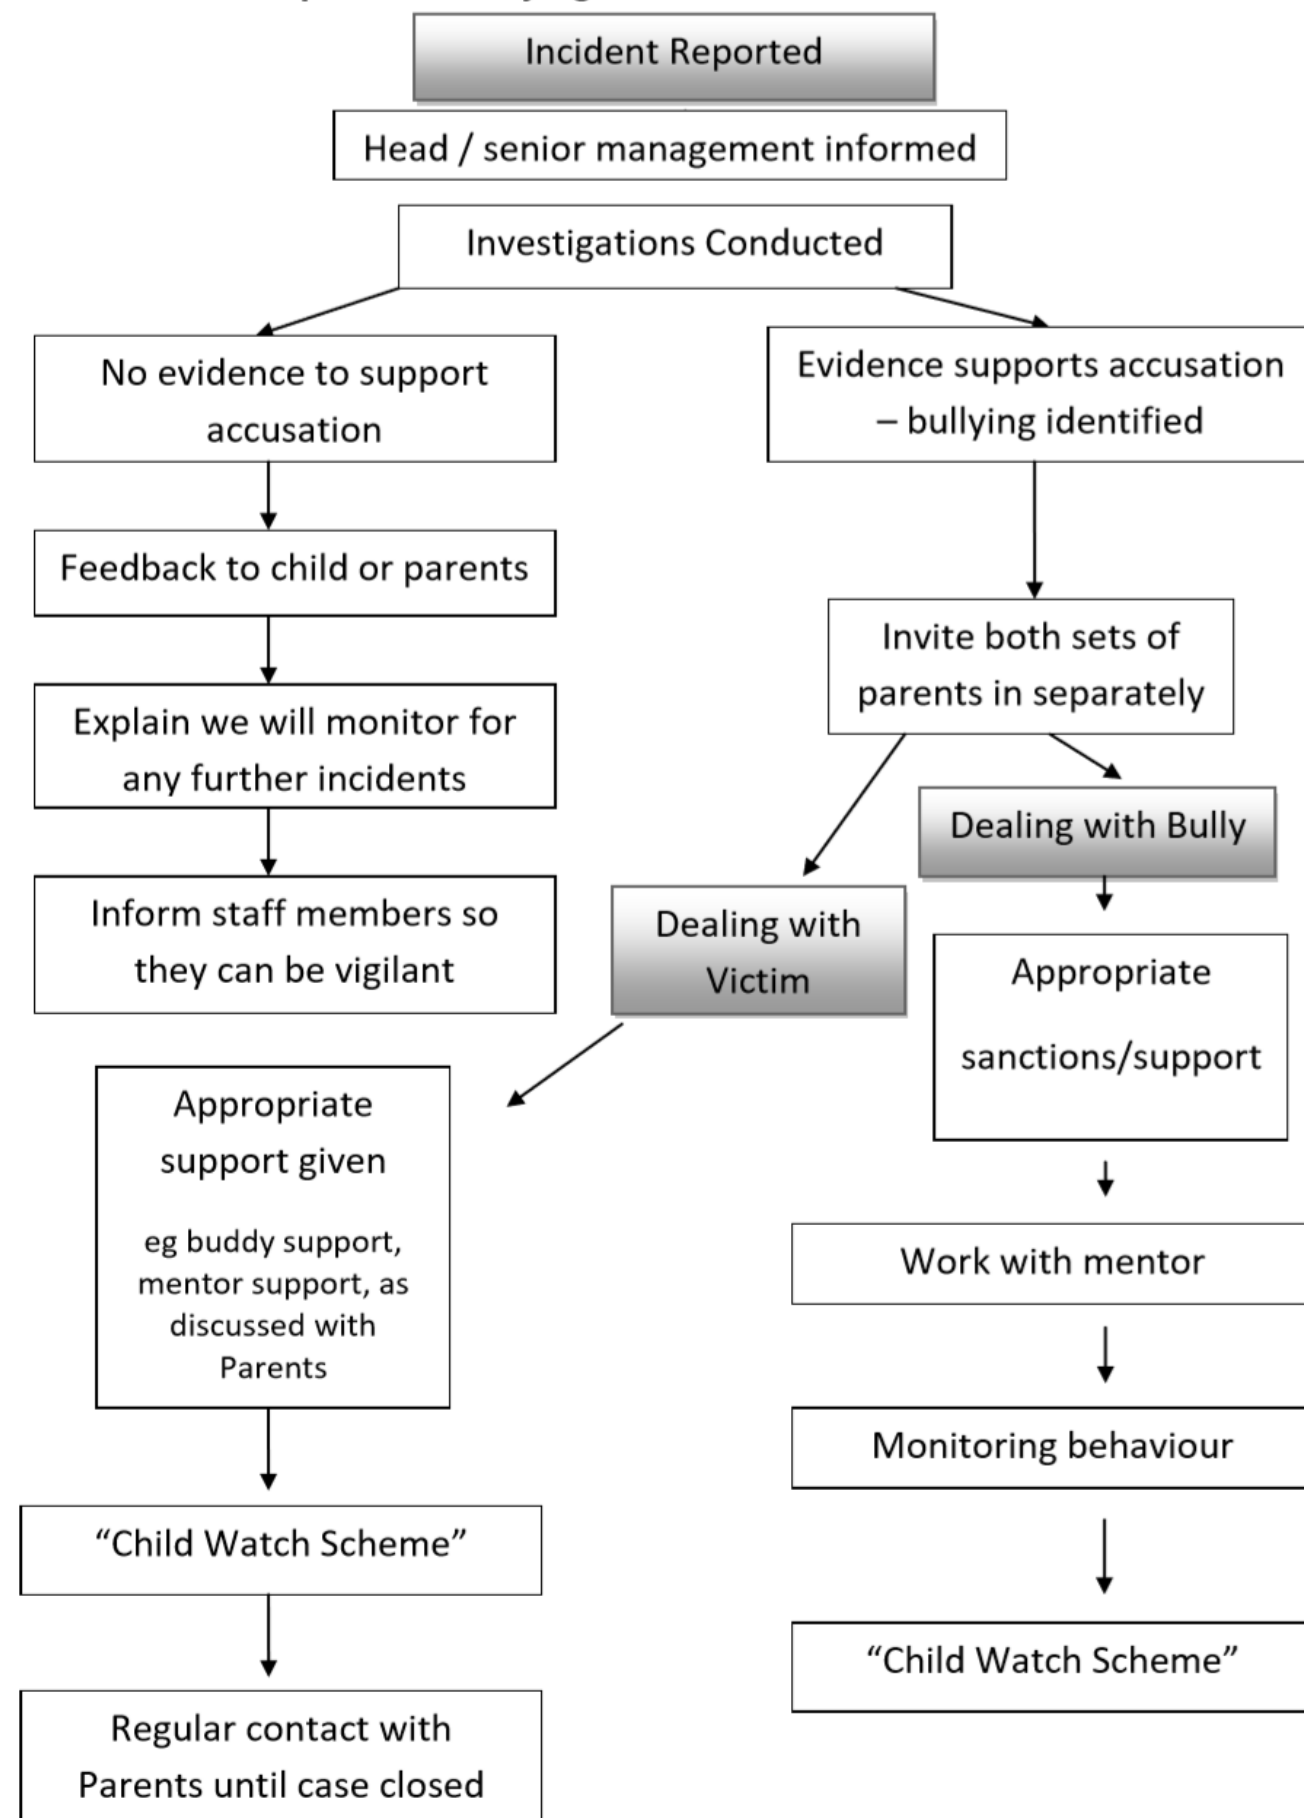 Incident Reported
Head / senior management informed
Investigations Conducted
No evidence to support
accusation
Feedback to child or parents
Explain we will monitor for
any further incidents
Inform staff members so
they can be vigilant
Evidence supports accusation
– bullying identified
Invite both sets of
parents in separately
Dealing with
Victim
Appropriate
support given
eg buddy support,
mentor support, as
discussed with
Parents
“Child Watch Scheme”
Regular contact with
Parents until case closed
Dealing with Bully
Appropriate
sanctions/support
Work with mentor
Monitoring behaviour
“Child Watch Scheme”